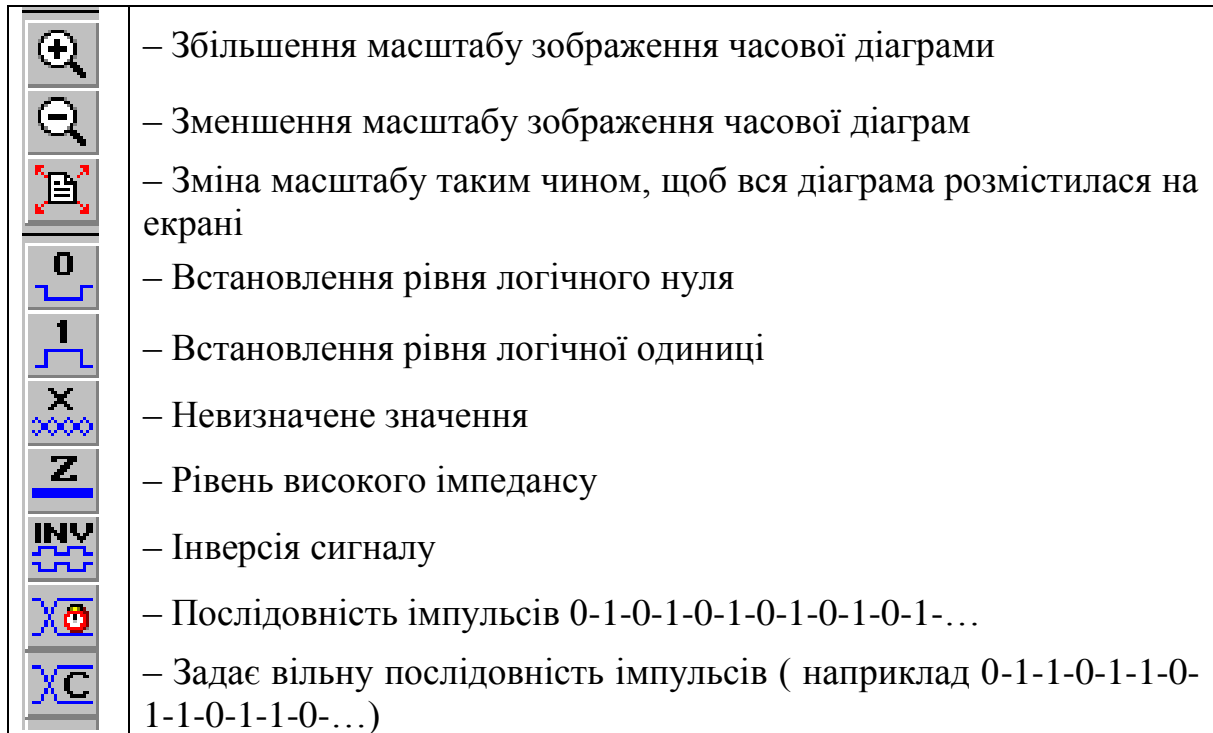 – Збільшення масштабу зображення часової діаграми
– Зменшення масштабу зображення часової діаграм
– Зміна масштабу таким чином, щоб вся діаграма розмістилася на
екрані
0
– Встановлення рівня логічного нуля
1
– Встановлення рівня логічної одиниці
X
– Невизначене значення
Z
– Рівень високого імпедансу
INV
– Інверсія сигналу
– Послідовність імпульсів 0-1-0-1-0-1-0-1-0-1-0-1-…
C
– Задає вільну послідовність імпульсів ( наприклад 0-1-1-0-1-1-0-
1-1-0-1-1-0-…)